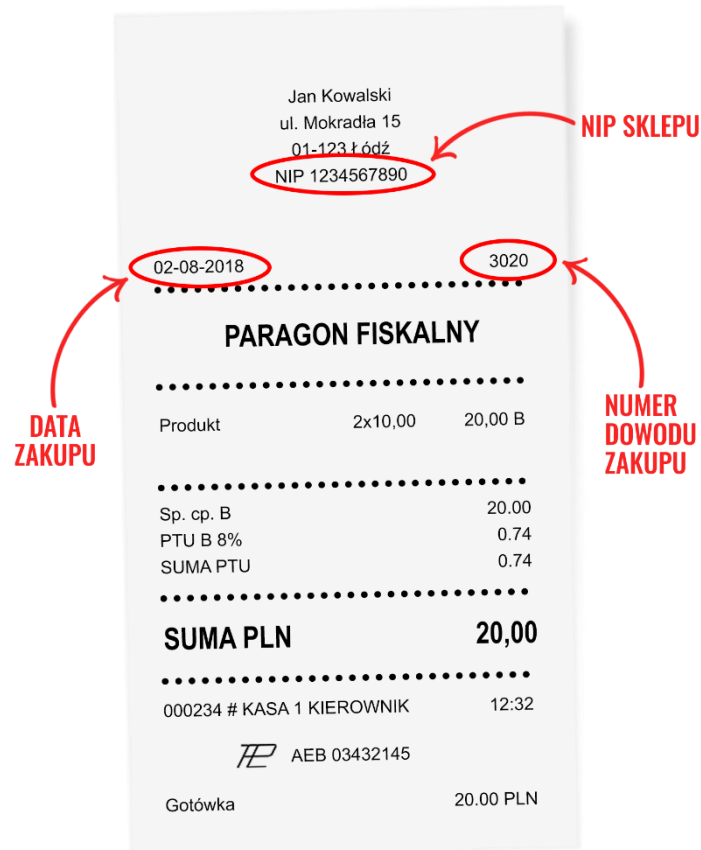 Jan Kowalski
ul. Mokradła 15
01-123 Łódź
NIP 1234567890
NIP SKLEPU
02-08-2018 3020
PARAGON FISKALNY
Produkt 2x10,00 20,00 B
DATA
ZAKUPU
NUMER
DOWODU
ZAKUPU
Sp. cp. B 20.00
PTU B 8% 0.74
SUMA PTU 0.74
SUMA PLN 20,00
000234 # KASA 1 KIEROWNIK 12:32
AEB 03432145
Gotówka 20.00 PLN